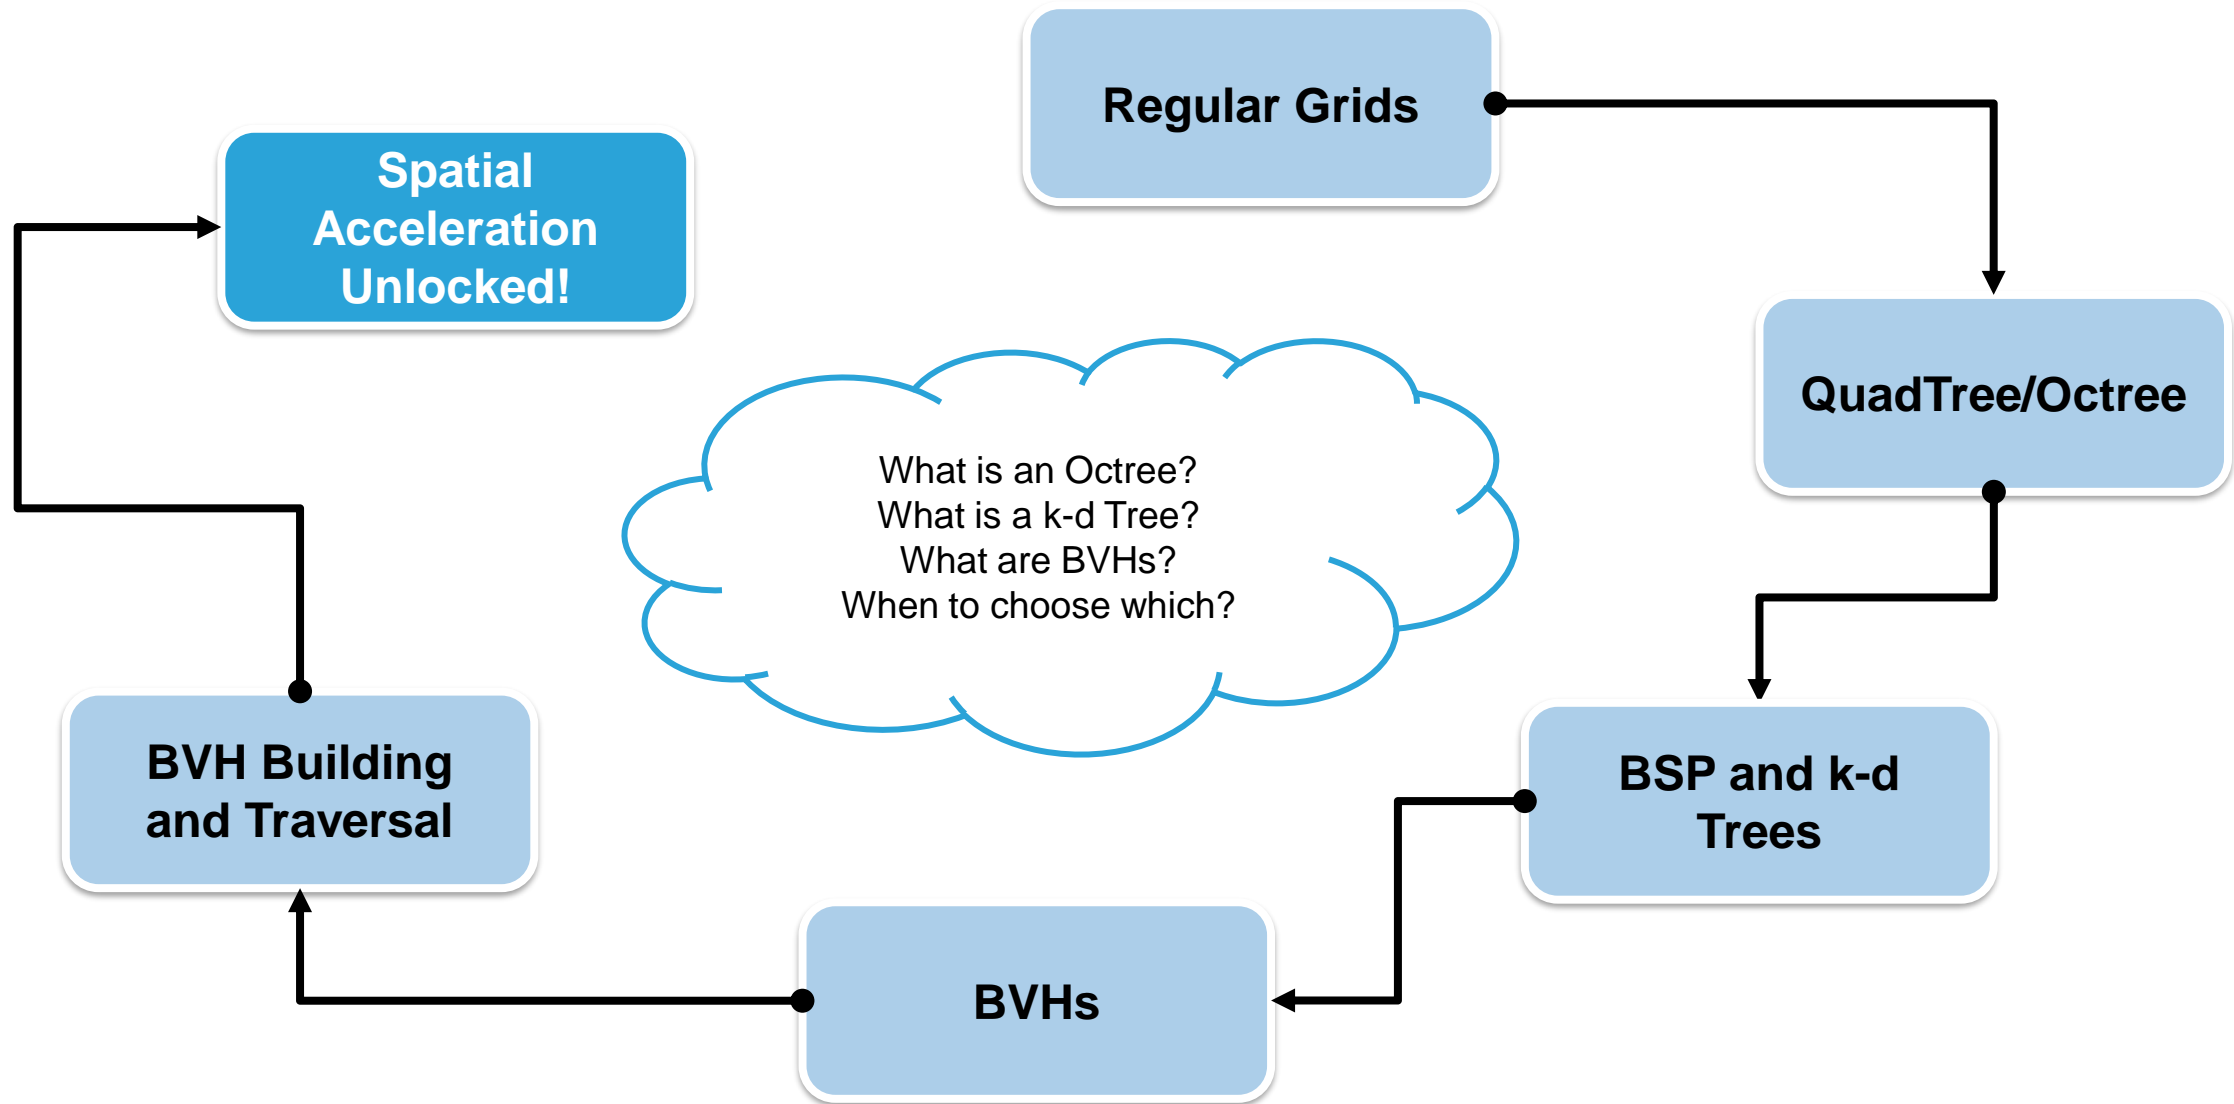 Regular Grids
Spatial
Acceleration
Unlocked!
QuadTree/Octree
What is an Octree?
What is a k-d Tree?
What are BVHs?
When to choose which?
BSP and k-d
Trees
BVH Building
and Traversal
BVHs